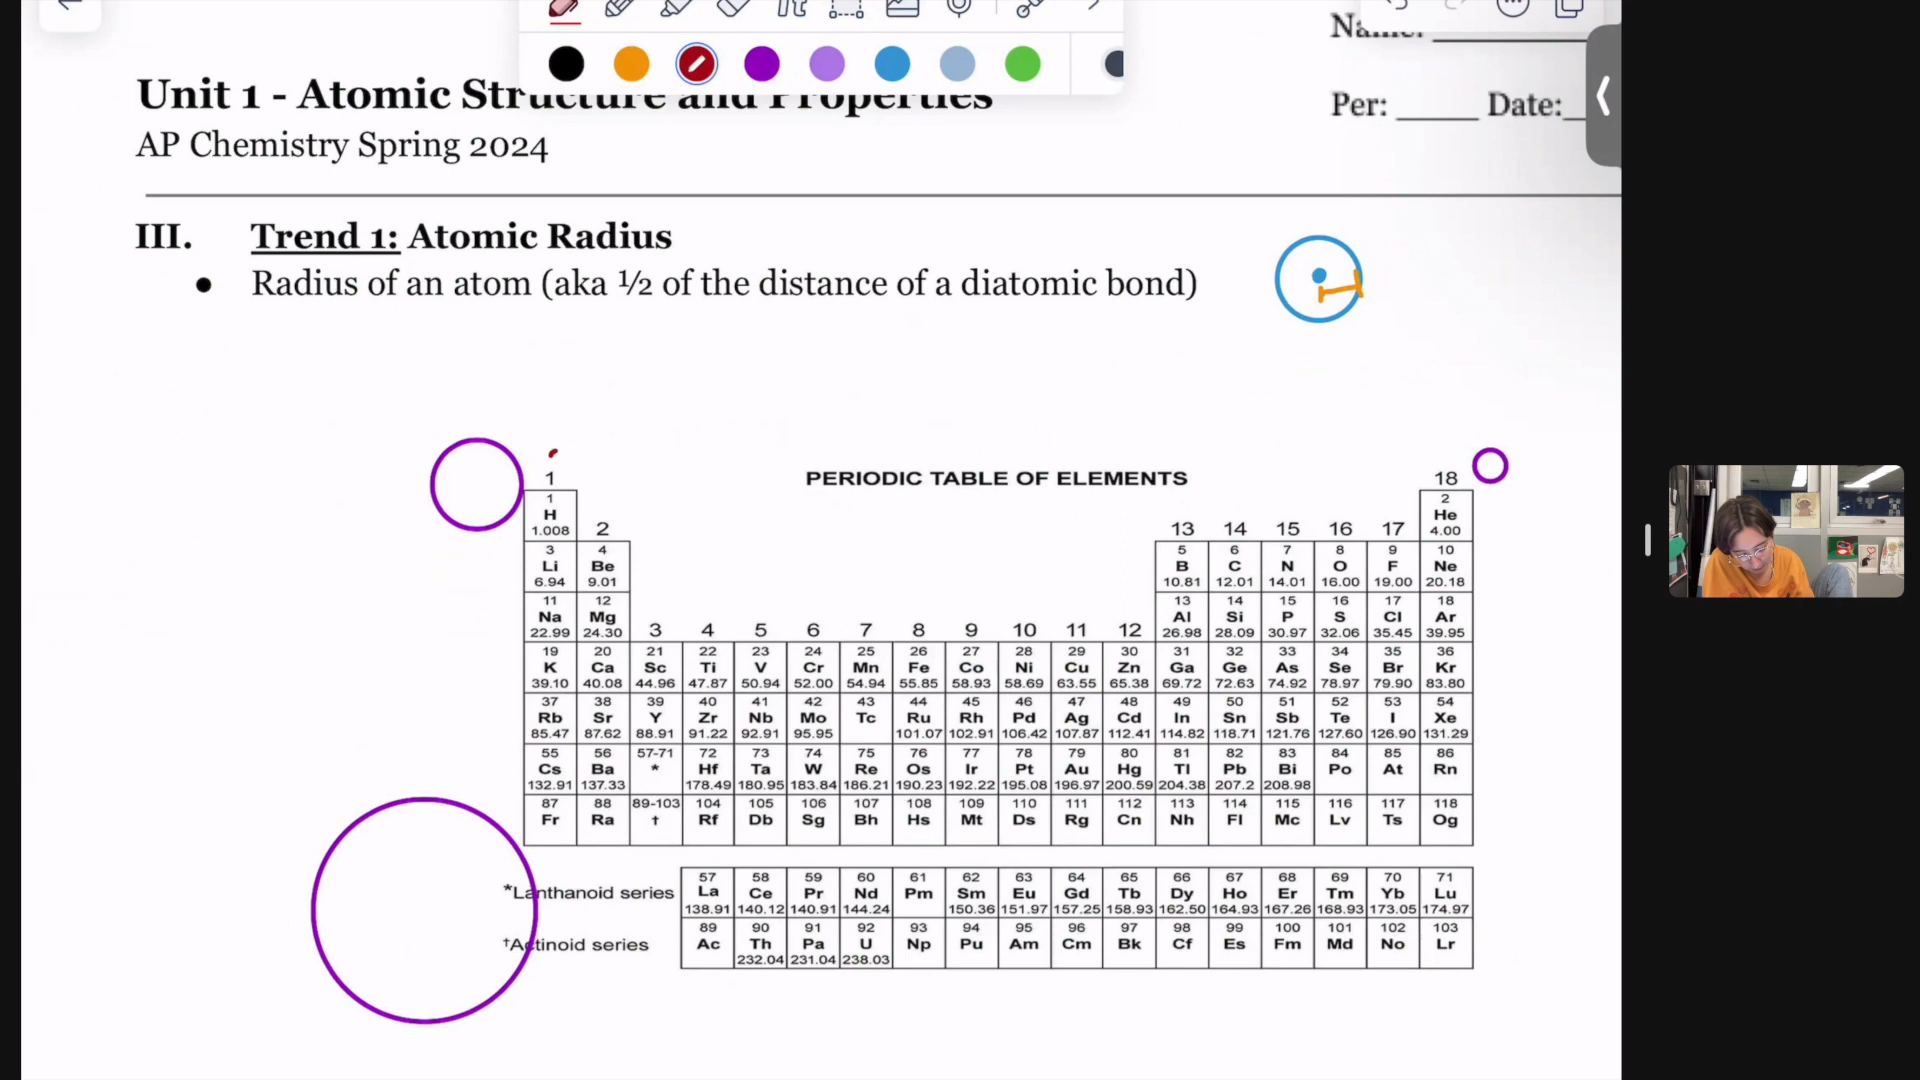 Per: _____ Date:__
Unit 1 - Atomic Structure and Properties
AP Chemistry Spring 2024
III. Trend 1: Atomic Radius
● Radius of an atom (aka ½ of the distance of a diatomic bond)
PERIODIC TABLE OF ELEMENTS
1 18
1 2
H He
1.008 2 13 14 15 16 17 4.00
3 4 5 6 7 8 9 10
Li Be B C N O F Ne
6.94 9.01 10.81 12.01 14.01 16.00 19.00 20.18
11 12 13 14 15 16 17 18
Na Mg Al Si P S Cl Ar
22.99 24.30 3 4 5 6 7 8 9 10 11 12 26.98 28.09 30.97 32.06 35.45 39.95
19 20 21 22 23 24 25 26 27 28 29 30 31 32 33 34 35 36
K Ca Sc Ti V Cr Mn Fe Co Ni Cu Zn Ga Ge As Se Br Kr
39.10 40.08 44.96 47.87 50.94 52.00 54.94 55.85 58.93 58.69 63.55 65.38 69.72 72.63 74.92 78.97 79.90 83.80
37 38 39 40 41 42 43 44 45 46 47 48 49 50 51 52 53 54
Rb Sr Y Zr Nb Mo Tc Ru Rh Pd Ag Cd In Sn Sb Te I Xe
85.47 87.62 88.91 91.22 92.91 95.95 101.07 102.91 106.42 107.87 112.41 114.82 118.71 121.76 127.60 126.90 131.29
55 56 57-71 72 73 74 75 76 77 78 79 80 81 82 83 84 85 86
Cs Ba * Hf Ta W Re Os Ir Pt Au Hg Tl Pb Bi Po At Rn
132.91 137.33 178.49 180.95 183.84 186.21 190.23 192.22 195.08 196.97 200.59 204.38 207.2 208.98
87 88 89-103 104 105 106 107 108 109 110 111 112 113 114 115 116 117 118
Fr Ra † Rf Db Sg Bh Hs Mt Ds Rg Cn Nh Fl Mc Lv Ts Og
57 58 59 60 61 62 63 64 65 66 67 68 69 70 71
*Lanthanoid series La Ce Pr Nd Pm Sm Eu Gd Tb Dy Ho Er Tm Yb Lu
138.91 140.12 140.91 144.24 150.36 151.97 157.25 158.93 162.50 164.93 167.26 168.93 173.05 174.97
89 90 91 92 93 94 95 96 97 98 99 100 101 102 103
†Actinoid series Ac Th Pa U Np Pu Am Cm Bk Cf Es Fm Md No Lr
232.04 231.04 238.03